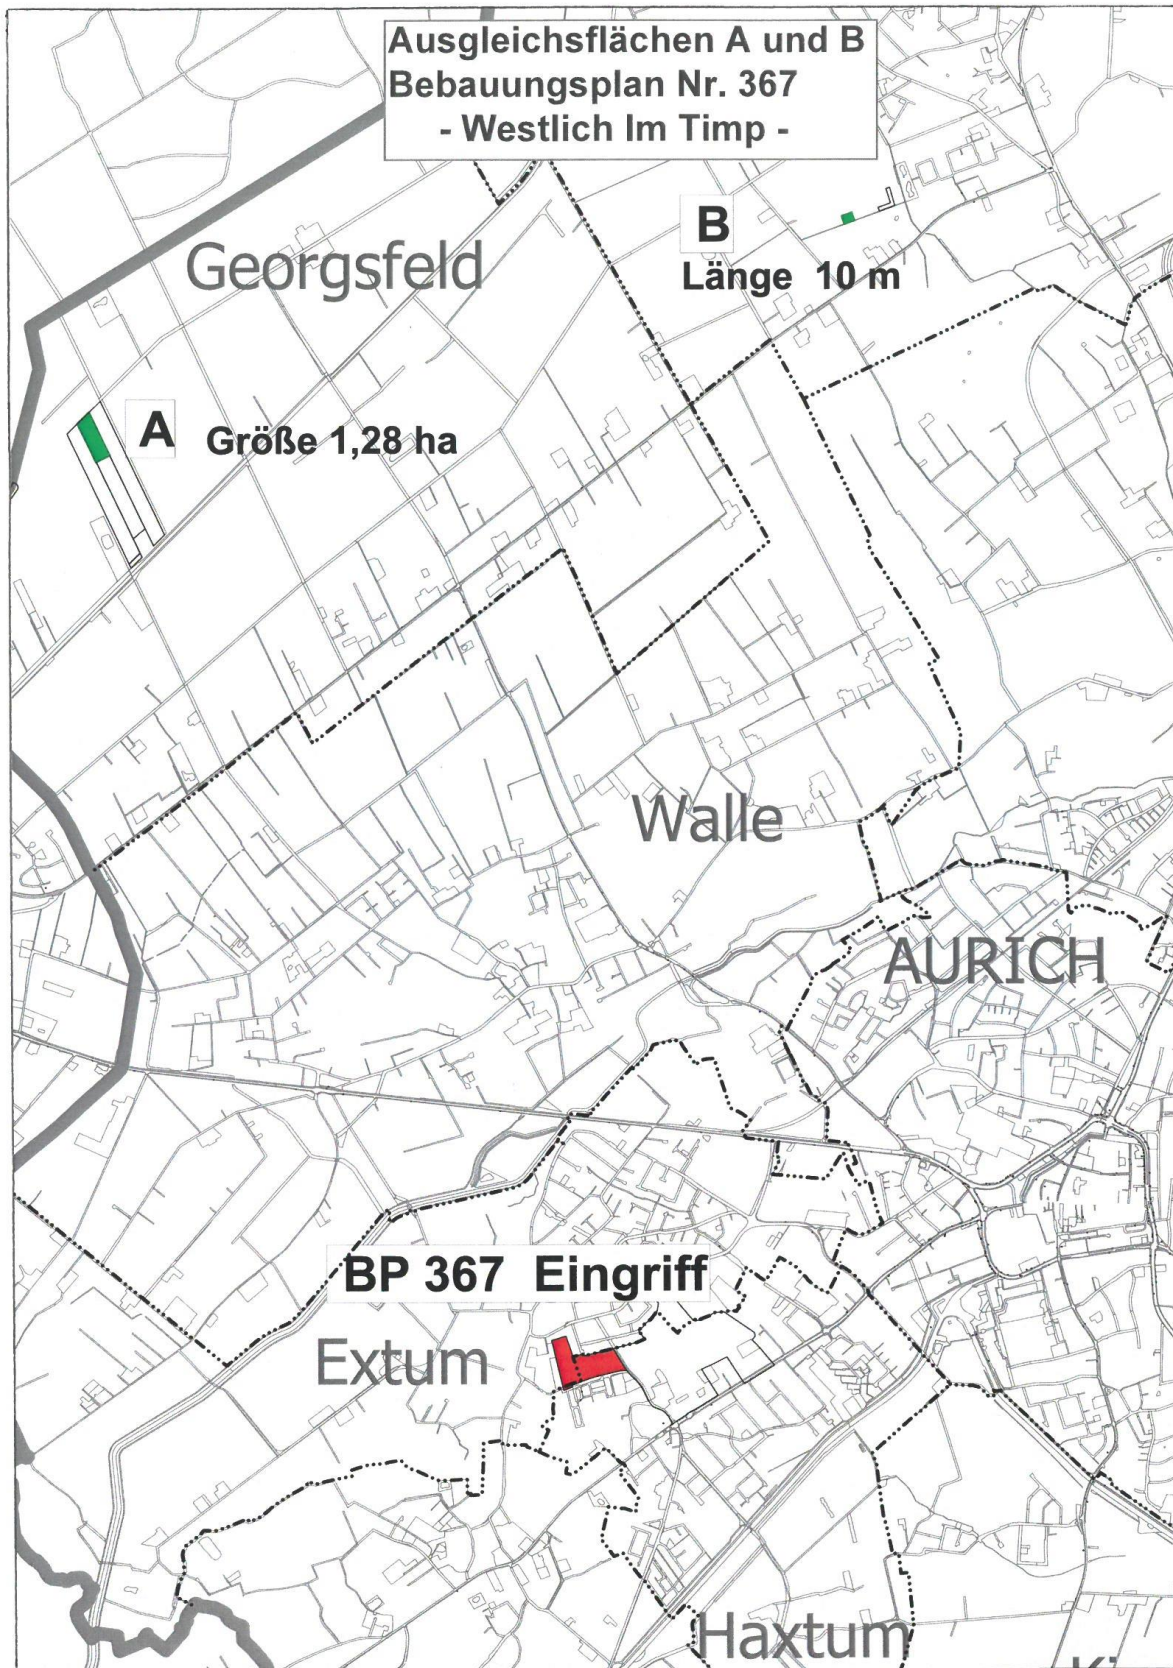 Ausgleichsflächen A und B
Bebauungsplan Nr. 367
- Westlich Im Timp -
Georgsfeld
B
Länge 10 m
A
Größe 1,28 ha
Walle
AURICH
BP 367 Eingriff
Extum
Haxtum